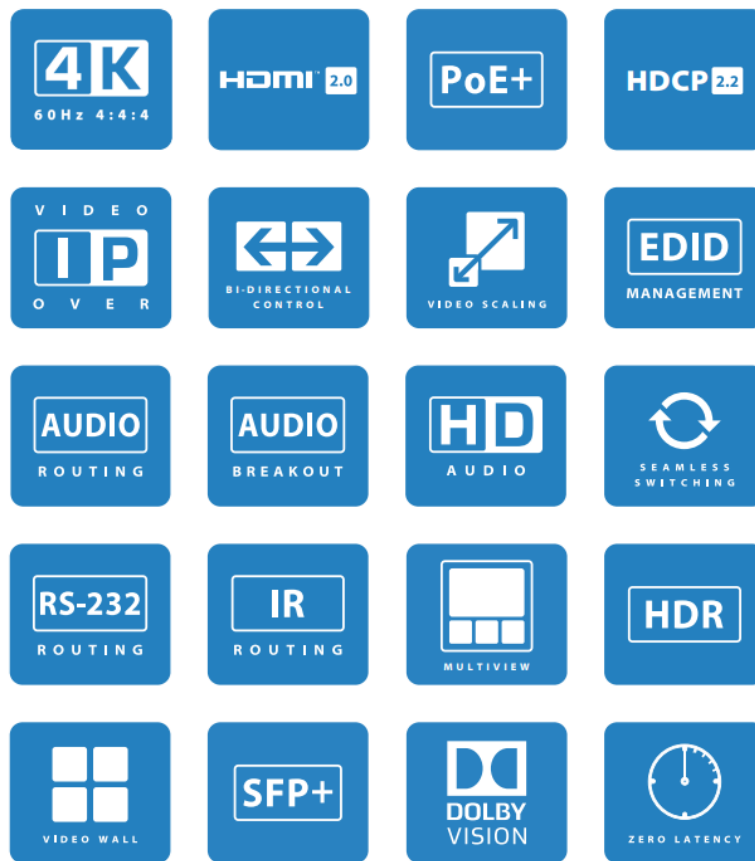 4K
60Hz 4:4:4
HDMI™ 2.0
PoE+
HDCP 2.2
VIDEO
IP
OVER
BI-DIRECTIONAL
CONTROL
VIDEO SCALING
EDID
MANAGEMENT
AUDIO
ROUTING
AUDIO
BREAKOUT
HD
AUDIO
SEAMLESS
SWITCHING
RS-232
ROUTING
IR
ROUTING
MULTIVIEW
HDR
VIDEO WALL
SFP+
DOLBY
VISION
ZERO LATENCY